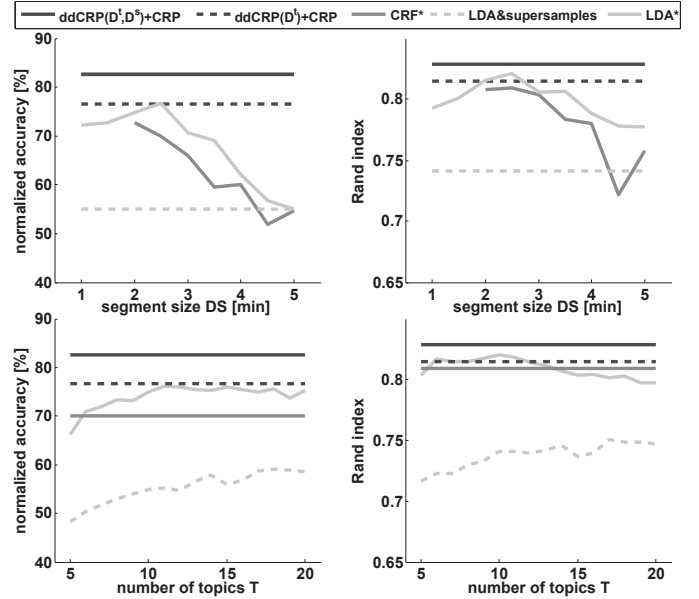 ddCRP(Dᵗ,Dˢ)+CRP ddCRP(Dᵗ)+CRP CRF* LDA&supersamples LDA*
normalized accuracy [%]
90
80
70
60
50
40
1 2 3 4 5
segment size DS [min]
Rand index
0.8
0.75
0.7
0.65
1 2 3 4 5
segment size DS [min]
normalized accuracy [%]
90
80
70
60
50
40
5 10 15 20
number of topics T
Rand index
0.8
0.75
0.7
0.65
5 10 15 20
number of topics T